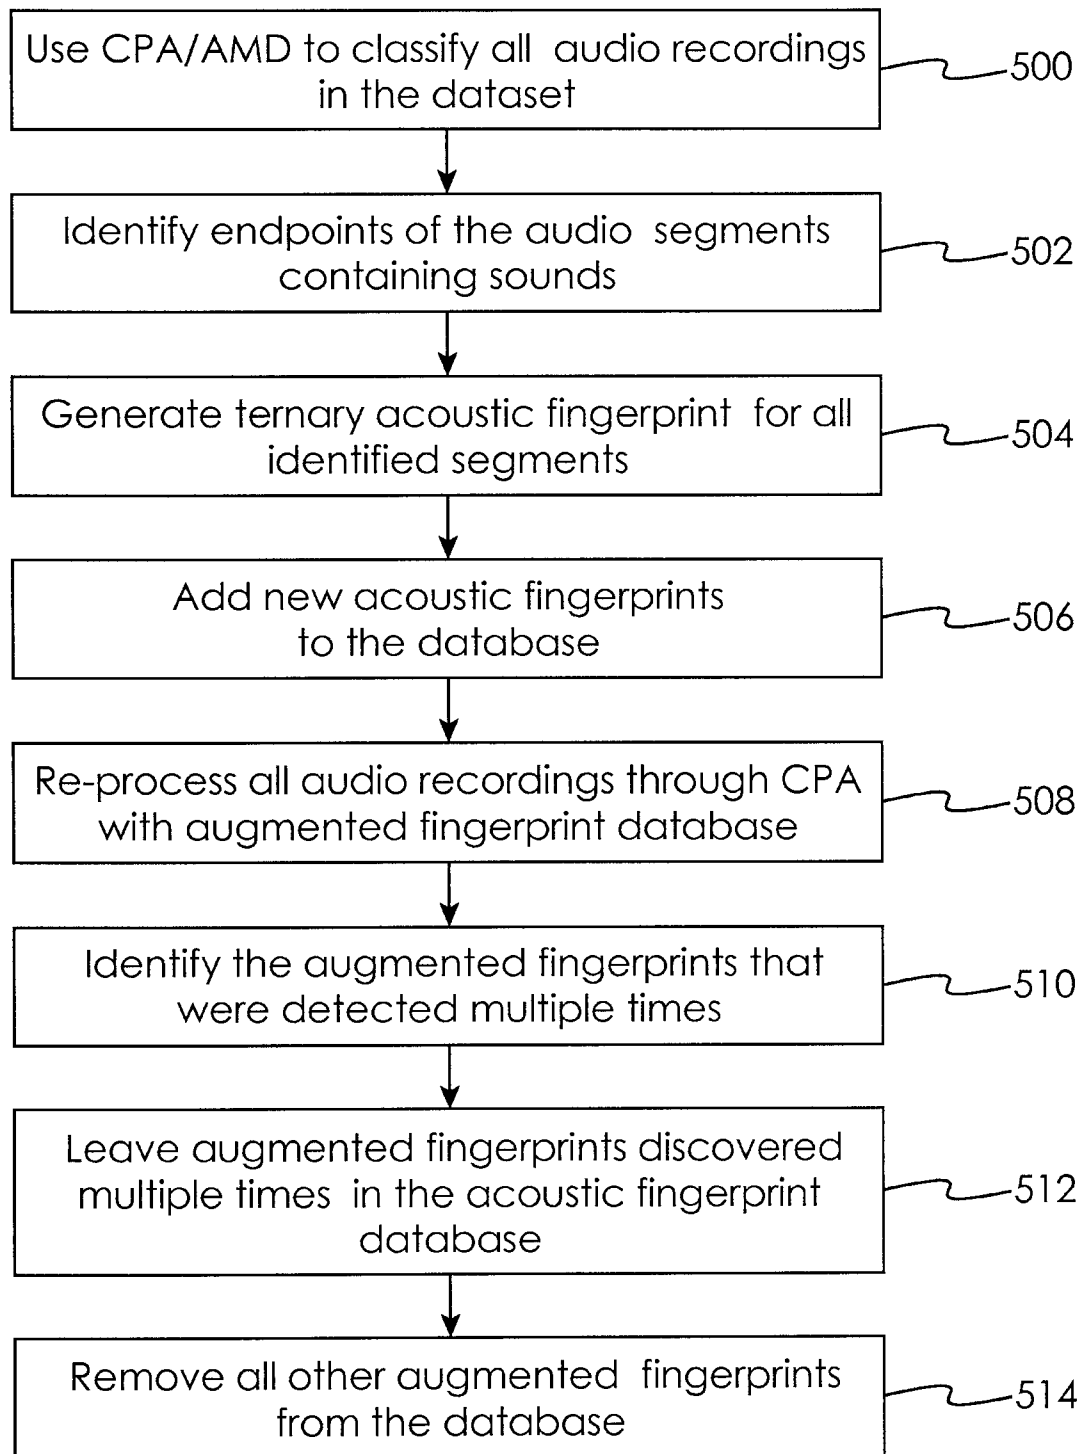 Use CPA/AMD to classify all audio recordings
in the dataset
500
Identify endpoints of the audio segments
containing sounds
502
Generate ternary acoustic fingerprint for all
identified segments
504
Add new acoustic fingerprints
to the database
506
Re-process all audio recordings through CPA
with augmented fingerprint database
508
Identify the augmented fingerprints that
were detected multiple times
510
Leave augmented fingerprints discovered
multiple times in the acoustic fingerprint
database
512
Remove all other augmented fingerprints
from the database
514